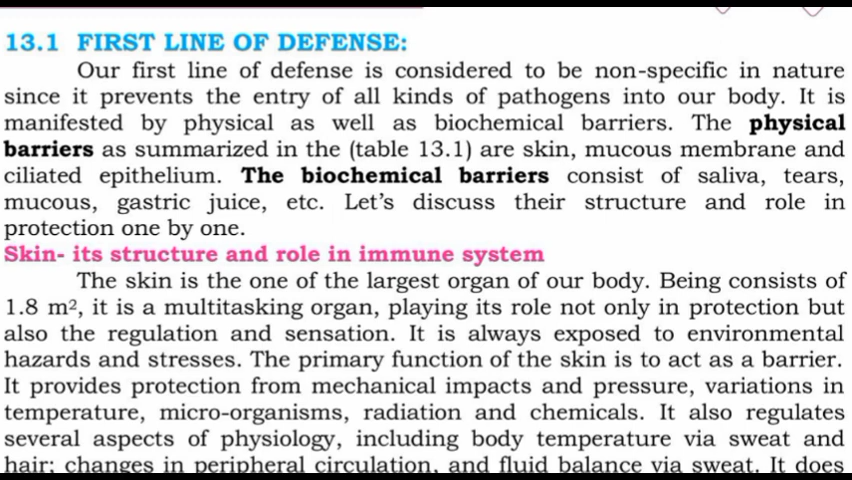 13.1 FIRST LINE OF DEFENSE:
Our first line of defense is considered to be non-specific in nature
since it prevents the entry of all kinds of pathogens into our body. It is
manifested by physical as well as biochemical barriers. The physical
barriers as summarized in the (table 13.1) are skin, mucous membrane and
ciliated epithelium. The biochemical barriers consist of saliva, tears,
mucous, gastric juice, etc. Let's discuss their structure and role in
protection one by one.
Skin- its structure and role in immune system
The skin is the one of the largest organ of our body. Being consists of
1.8 m², it is a multitasking organ, playing its role not only in protection but
also the regulation and sensation. It is always exposed to environmental
hazards and stresses. The primary function of the skin is to act as a barrier.
It provides protection from mechanical impacts and pressure, variations in
temperature, micro-organisms, radiation and chemicals. It also regulates
several aspects of physiology, including body temperature via sweat and
hair; changes in peripheral circulation, and fluid balance via sweat. It does